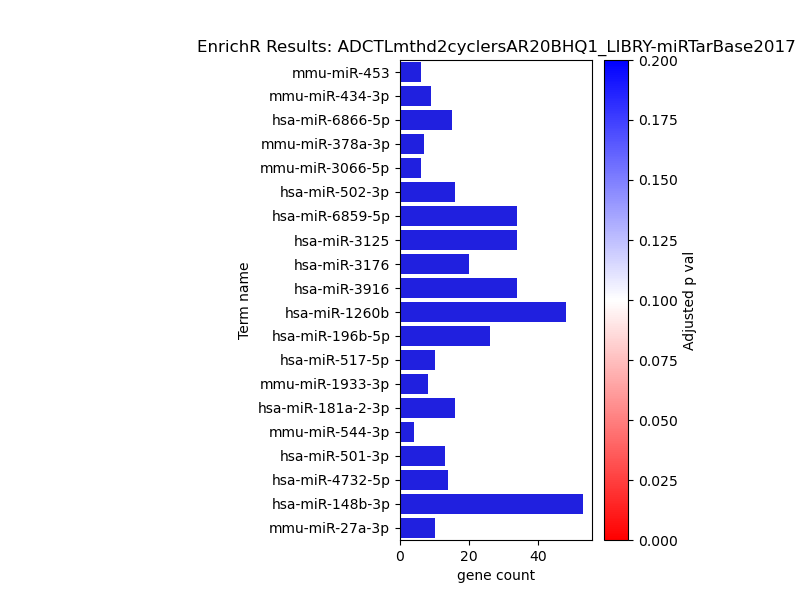 EnrichR Results: ADCTLmthd2cyclersAR20BHQ1_LIBRY-miRTarBase2017
mmu-miR-453
mmu-miR-434-3p
hsa-miR-6866-5p
mmu-miR-378a-3p
mmu-miR-3066-5p
hsa-miR-502-3p
hsa-miR-6859-5p
hsa-miR-3125
hsa-miR-3176
hsa-miR-3916
hsa-miR-1260b
hsa-miR-196b-5p
hsa-miR-517-5p
mmu-miR-1933-3p
hsa-miR-181a-2-3p
mmu-miR-544-3p
hsa-miR-501-3p
hsa-miR-4732-5p
hsa-miR-148b-3p
mmu-miR-27a-3p
Term name
0 20 40
gene count
0.200
0.175
0.150
0.125
0.100
0.075
0.050
0.025
0.000
Adjusted p val